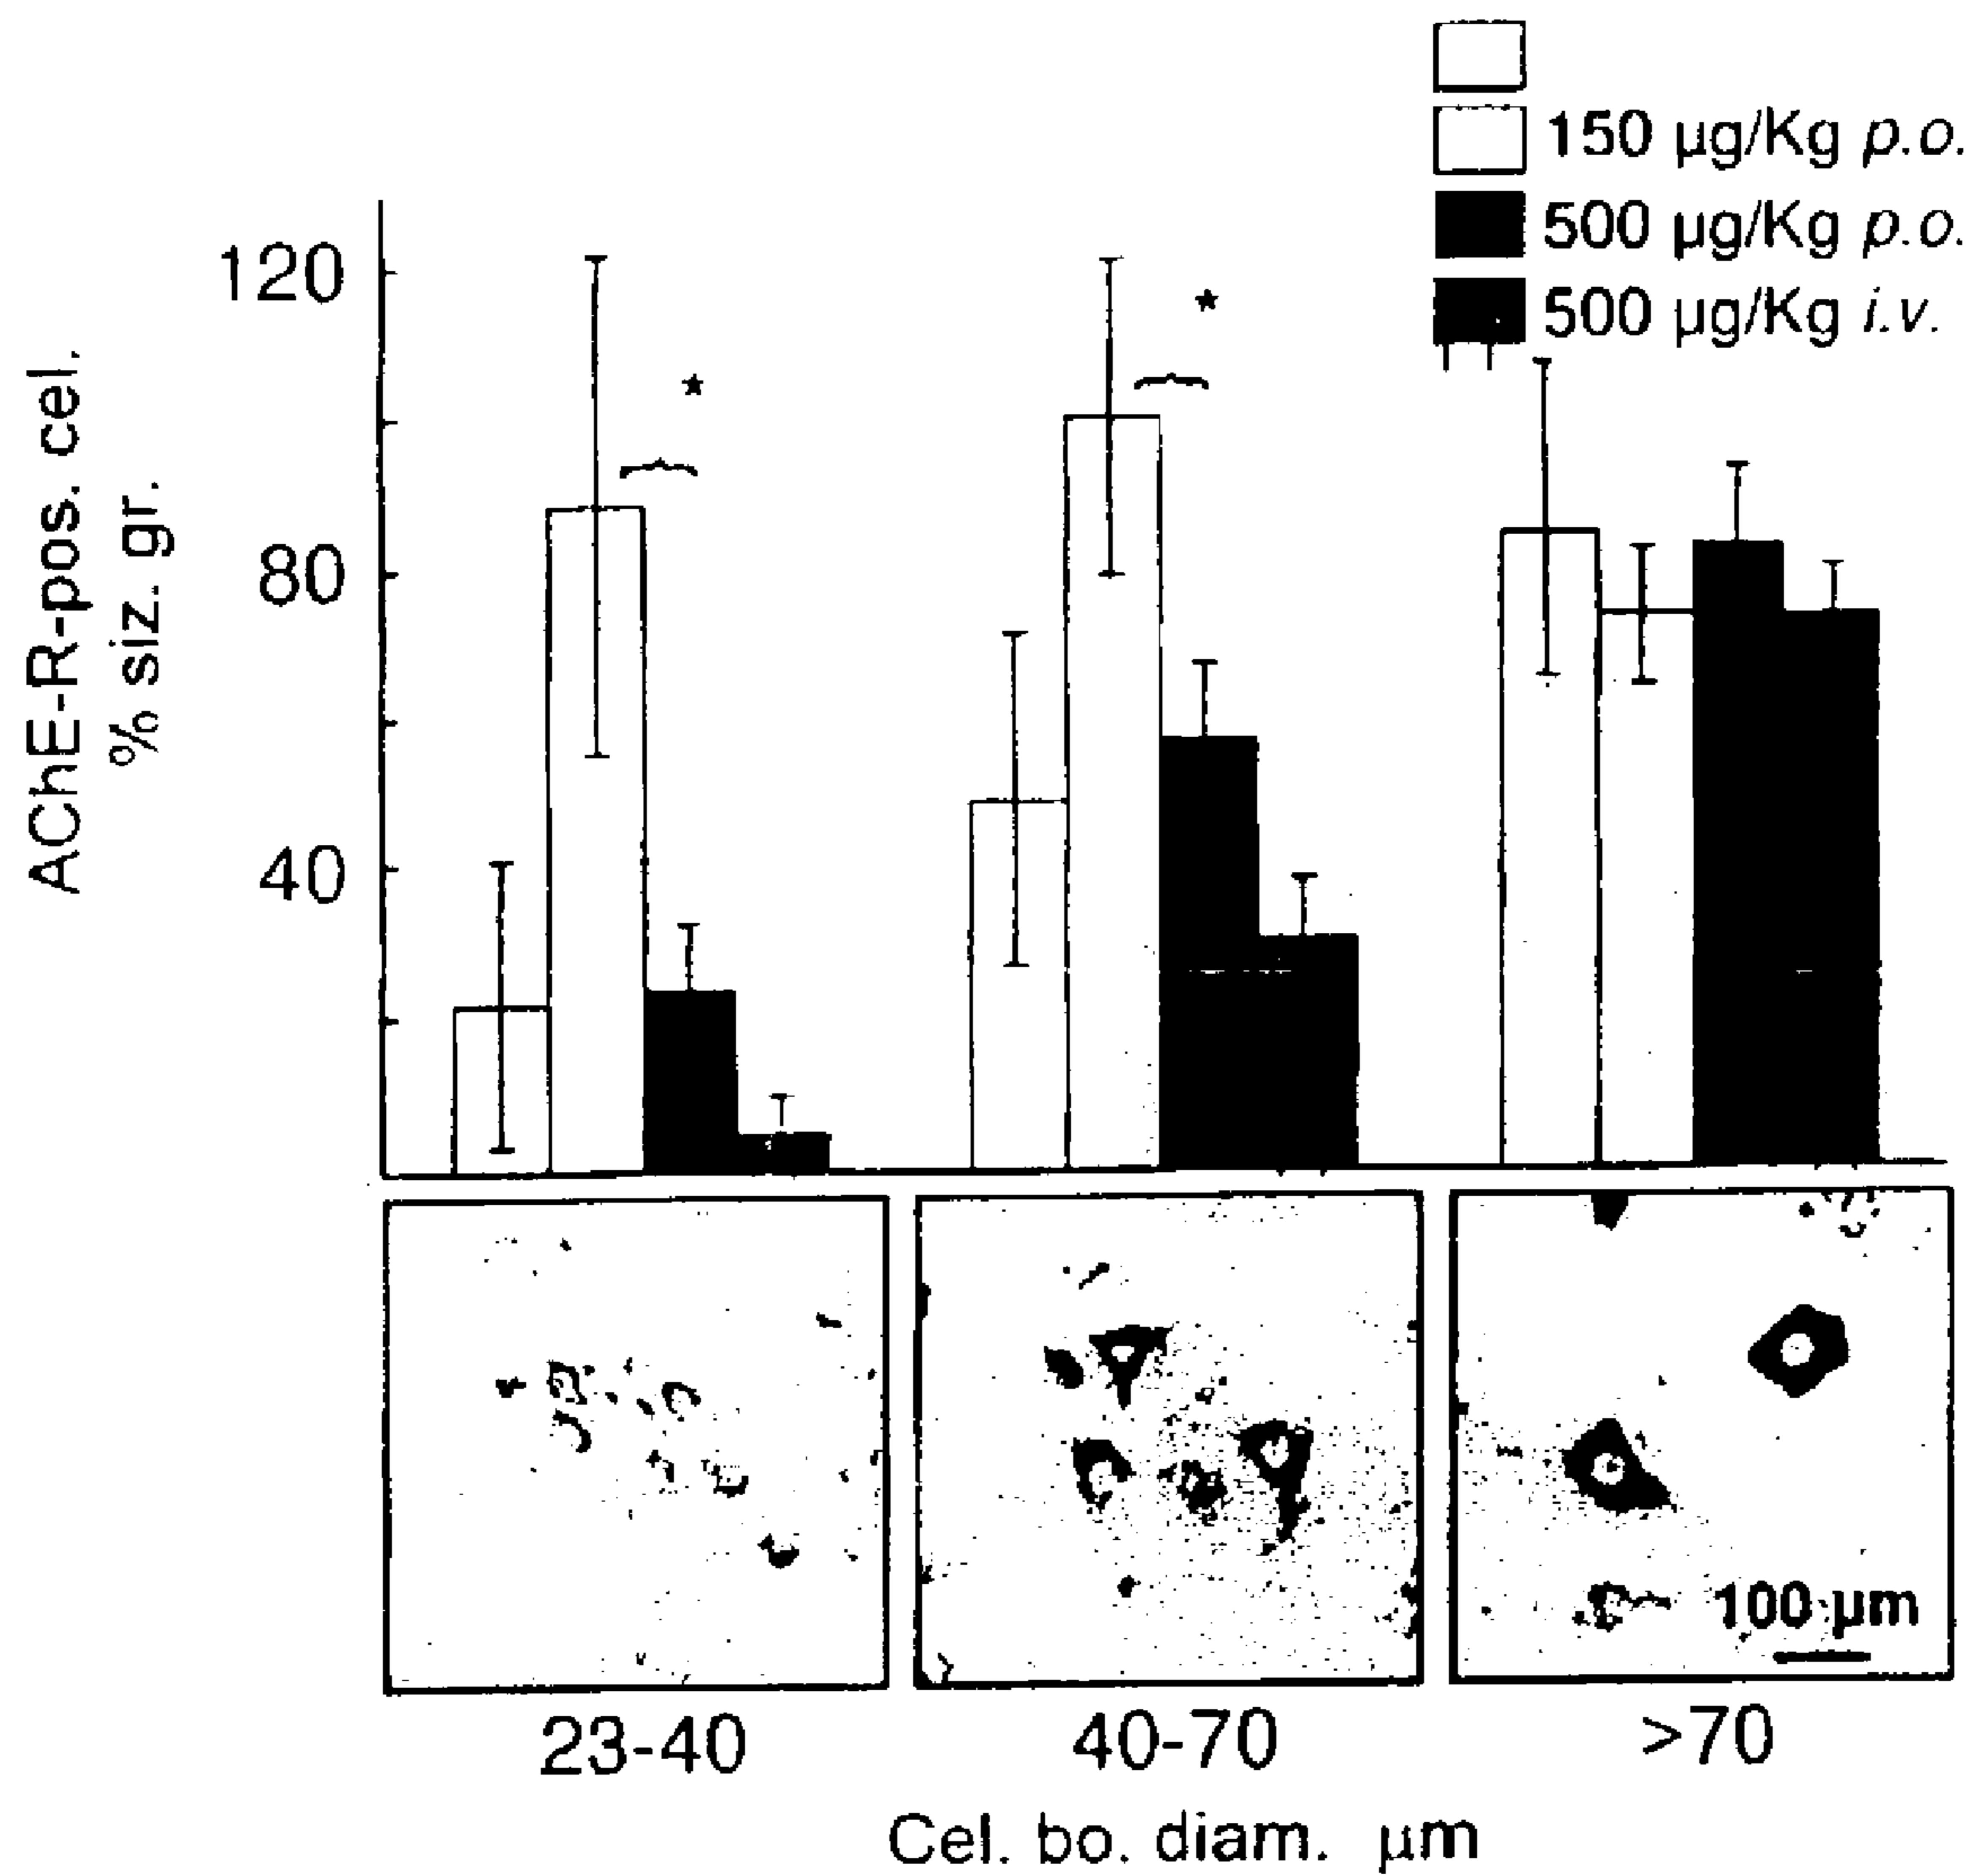 150 µg/Kg p.o.
500 µg/Kg p.o.
500 µg/Kg i.v.
AChE-R-pos. cel.
% siz. gr.
120
80
40
*
*
100 µm
23-40
40-70
>70
Cel. bo. diam. µm